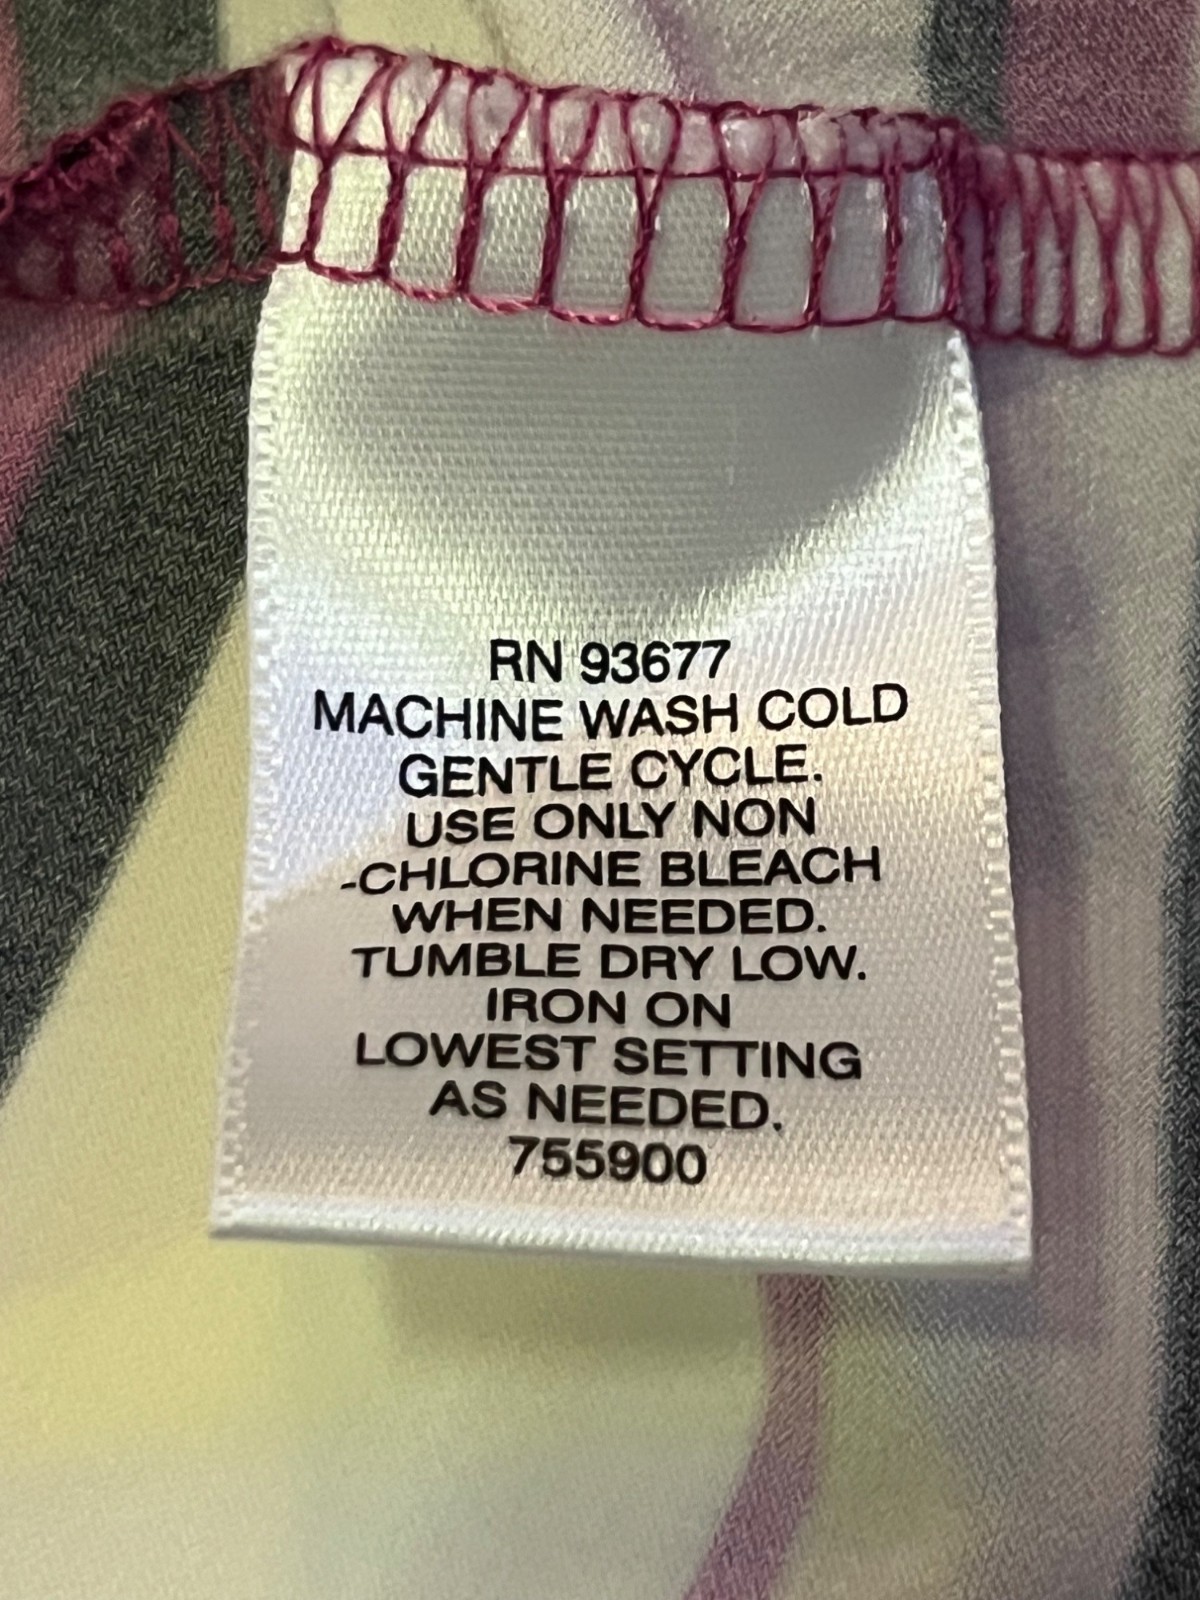 RN 93677
MACHINE WASH COLD
GENTLE CYCLE.
USE ONLY NON
-CHLORINE BLEACH
WHEN NEEDED.
TUMBLE DRY LOW.
IRON ON
LOWEST SETTING
AS NEEDED.
755900